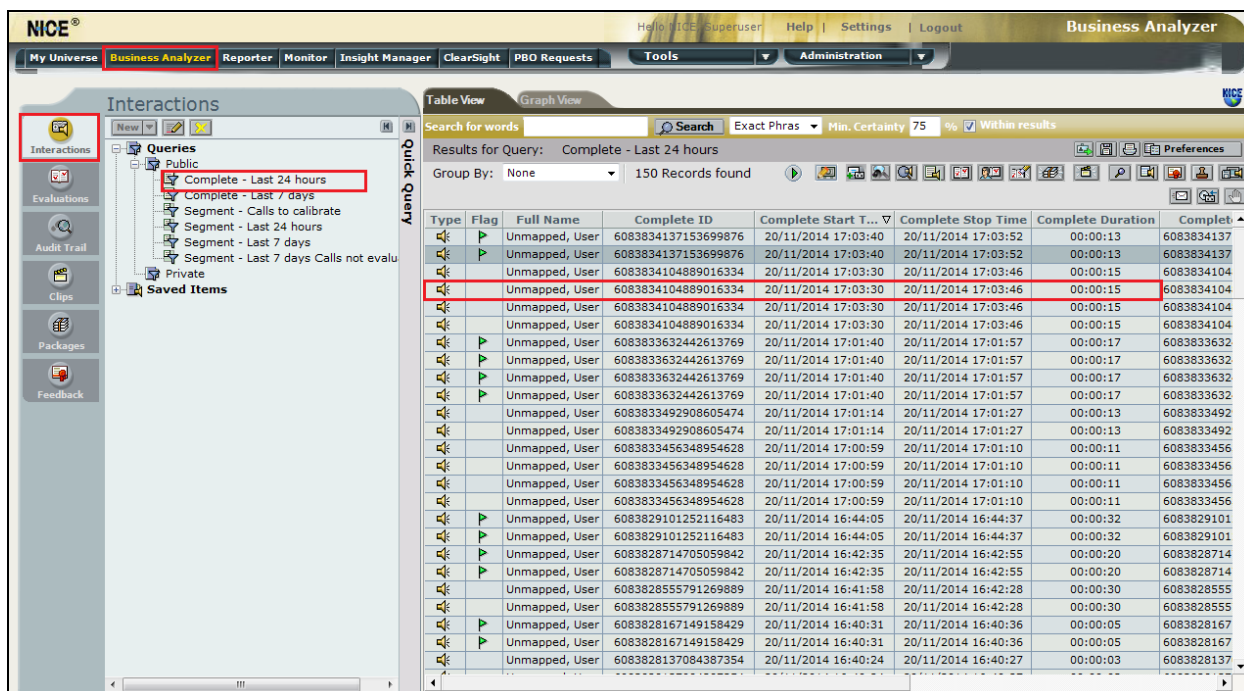 NICE®
Hello NICE, Superuser Help | Settings | Logout Business Analyzer
My Universe Business Analyzer Reporter Monitor Insight Manager ClearSight PBO Requests Tools Administration
Interactions
Table View Graph View
NICE
New
Search for words Search Exact Phras Min. Certainty 75 % Within results
Interactions
Evaluations
Audit Trail
Clips
Packages
Feedback
Queries
Public
Complete - Last 24 hours
Complete - Last 7 days
Segment - Calls to calibrate
Segment - Last 24 hours
Segment - Last 7 days
Segment - Last 7 days Calls not evalu
Private
Saved Items
Quick Query
Results for Query: Complete - Last 24 hours Preferences
Group By: None 150 Records found
Type Flag Full Name Complete ID Complete Start T... Complete Stop Time Complete Duration Complet
Unmapped, User 6083834137153699876 20/11/2014 17:03:40 20/11/2014 17:03:52 00:00:13 6083834137
Unmapped, User 6083834137153699876 20/11/2014 17:03:40 20/11/2014 17:03:52 00:00:13 6083834137
Unmapped, User 6083834104889016334 20/11/2014 17:03:30 20/11/2014 17:03:46 00:00:15 6083834104
Unmapped, User 6083834104889016334 20/11/2014 17:03:30 20/11/2014 17:03:46 00:00:15 6083834104
Unmapped, User 6083834104889016334 20/11/2014 17:03:30 20/11/2014 17:03:46 00:00:15 6083834104
Unmapped, User 6083834104889016334 20/11/2014 17:03:30 20/11/2014 17:03:46 00:00:15 6083834104
Unmapped, User 6083833632442613769 20/11/2014 17:01:40 20/11/2014 17:01:57 00:00:17 6083833632
Unmapped, User 6083833632442613769 20/11/2014 17:01:40 20/11/2014 17:01:57 00:00:17 6083833632
Unmapped, User 6083833632442613769 20/11/2014 17:01:40 20/11/2014 17:01:57 00:00:17 6083833632
Unmapped, User 6083833632442613769 20/11/2014 17:01:40 20/11/2014 17:01:57 00:00:17 6083833632
Unmapped, User 6083833492908605474 20/11/2014 17:01:14 20/11/2014 17:01:27 00:00:13 6083833492
Unmapped, User 6083833492908605474 20/11/2014 17:01:14 20/11/2014 17:01:27 00:00:13 6083833492
Unmapped, User 6083833456348954628 20/11/2014 17:00:59 20/11/2014 17:01:10 00:00:11 6083833456
Unmapped, User 6083833456348954628 20/11/2014 17:00:59 20/11/2014 17:01:10 00:00:11 6083833456
Unmapped, User 6083833456348954628 20/11/2014 17:00:59 20/11/2014 17:01:10 00:00:11 6083833456
Unmapped, User 6083833456348954628 20/11/2014 17:00:59 20/11/2014 17:01:10 00:00:11 6083833456
Unmapped, User 6083829101252116483 20/11/2014 16:44:05 20/11/2014 16:44:37 00:00:32 6083829101
Unmapped, User 6083829101252116483 20/11/2014 16:44:05 20/11/2014 16:44:37 00:00:32 6083829101
Unmapped, User 6083828714705059842 20/11/2014 16:42:35 20/11/2014 16:42:55 00:00:20 6083828714
Unmapped, User 6083828714705059842 20/11/2014 16:42:35 20/11/2014 16:42:55 00:00:20 6083828714
Unmapped, User 6083828555791269889 20/11/2014 16:41:58 20/11/2014 16:42:28 00:00:30 6083828555
Unmapped, User 6083828555791269889 20/11/2014 16:41:58 20/11/2014 16:42:28 00:00:30 6083828555
Unmapped, User 6083828167149158429 20/11/2014 16:40:31 20/11/2014 16:40:36 00:00:05 6083828167
Unmapped, User 6083828167149158429 20/11/2014 16:40:31 20/11/2014 16:40:36 00:00:05 6083828167
Unmapped, User 6083828137084387354 20/11/2014 16:40:24 20/11/2014 16:40:27 00:00:03 6083828137